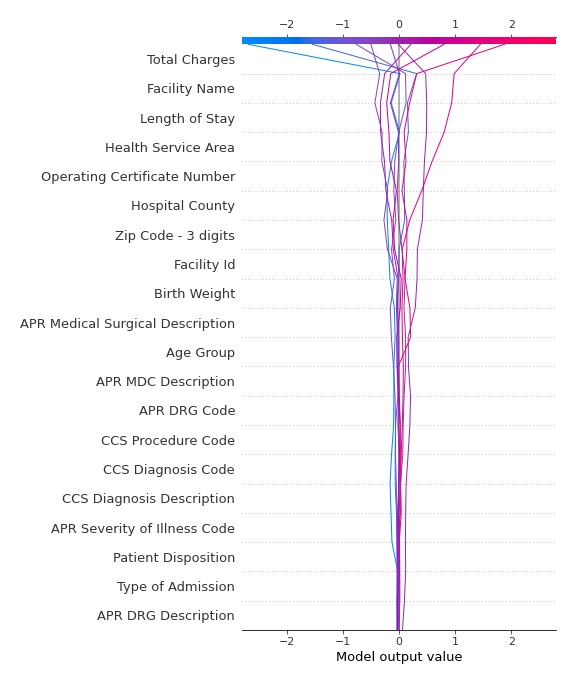 −2 −1 0 1 2
Total Charges
Facility Name
Length of Stay
Health Service Area
Operating Certificate Number
Hospital County
Zip Code - 3 digits
Facility Id
Birth Weight
APR Medical Surgical Description
Age Group
APR MDC Description
APR DRG Code
CCS Procedure Code
CCS Diagnosis Code
CCS Diagnosis Description
APR Severity of Illness Code
Patient Disposition
Type of Admission
APR DRG Description
−2 −1 0 1 2
Model output value